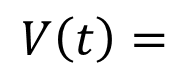 V(t) =